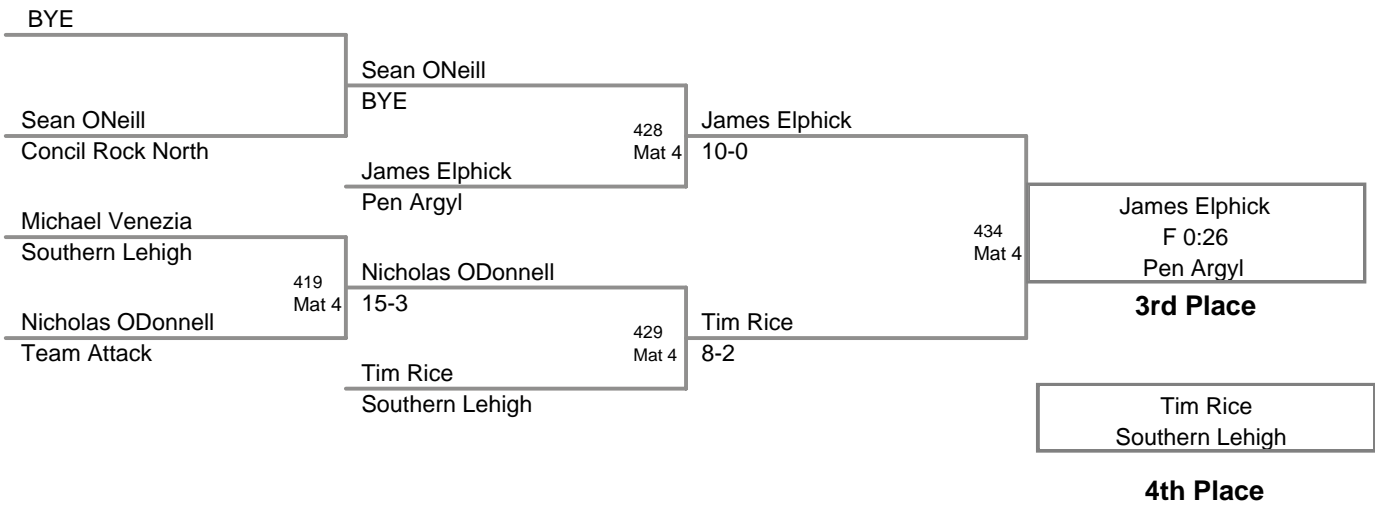 BYE
Sean ONeill
BYE
Sean ONeill
Concil Rock North
428
Mat 4
James Elphick
10-0
James Elphick
Pen Argyl
Michael Venezia
Southern Lehigh
419
Mat 4
Nicholas ODonnell
15-3
Nicholas ODonnell
Team Attack
429
Mat 4
Tim Rice
8-2
Tim Rice
Southern Lehigh
434
Mat 4
James Elphick
F 0:26
Pen Argyl
3rd Place
Tim Rice
Southern Lehigh
4th Place